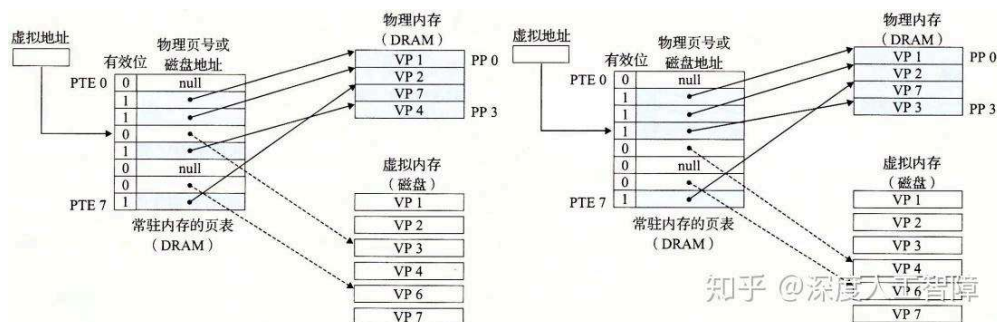 虚拟地址
物理页号或
有效位 磁盘地址
PTE 0 0 null
1
1
0
1
0 null
0
PTE 7 1
常驻内存的页表
(DRAM)
物理内存
(DRAM)
VP 1 PP 0
VP 2
VP 7
VP 4 PP 3
虚拟内存
(磁盘)
VP 1
VP 2
VP 3
VP 4
VP 6
VP 7
虚拟地址
物理页号或
有效位 磁盘地址
PTE 0 0 null
1
1
1
0
0 null
0
PTE 7 1
常驻内存的页表
(DRAM)
物理内存
(DRAM)
VP 1 PP 0
VP 2
VP 7
VP 3 PP 3
虚拟内存
(磁盘)
VP 1
VP 2
VP 3
VP 4
VP 6
VP 7
知乎 @深度人工智障